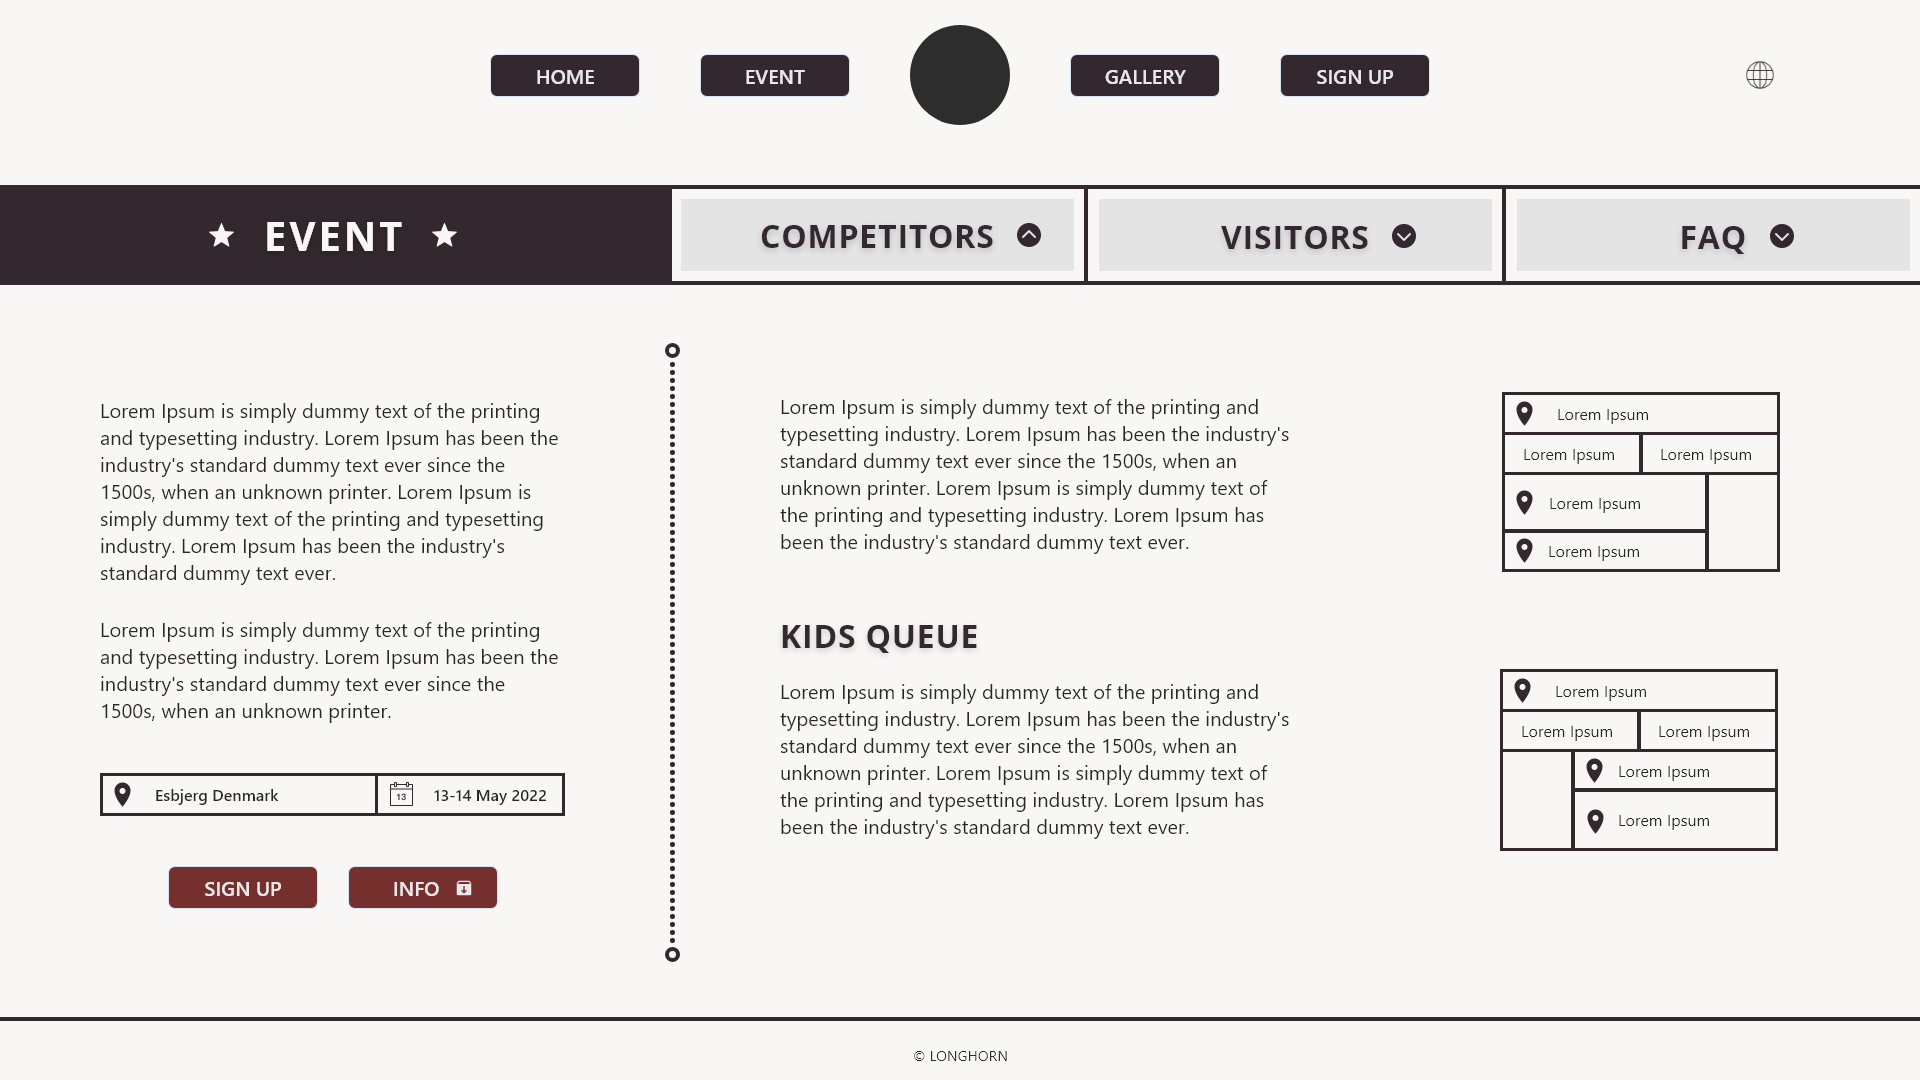 HOME
EVENT
GALLERY
SIGN UP
EVENT
COMPETITORS
VISITORS
FAQ
Lorem Ipsum is simply dummy text of the printing
and typesetting industry. Lorem Ipsum has been the
industry's standard dummy text ever since the
1500s, when an unknown printer. Lorem Ipsum is
simply dummy text of the printing and typesetting
industry. Lorem Ipsum has been the industry's
standard dummy text ever.
Lorem Ipsum is simply dummy text of the printing
and typesetting industry. Lorem Ipsum has been the
industry's standard dummy text ever since the
1500s, when an unknown printer.
Esbjerg Denmark
13
13-14 May 2022
SIGN UP
INFO
Lorem Ipsum is simply dummy text of the printing and
typesetting industry. Lorem Ipsum has been the industry's
standard dummy text ever since the 1500s, when an
unknown printer. Lorem Ipsum is simply dummy text of
the printing and typesetting industry. Lorem Ipsum has
been the industry's standard dummy text ever.
Lorem Ipsum
Lorem Ipsum
Lorem Ipsum
Lorem Ipsum
Lorem Ipsum
KIDS QUEUE
Lorem Ipsum is simply dummy text of the printing and
typesetting industry. Lorem Ipsum has been the industry's
standard dummy text ever since the 1500s, when an
unknown printer. Lorem Ipsum is simply dummy text of
the printing and typesetting industry. Lorem Ipsum has
been the industry's standard dummy text ever.
Lorem Ipsum
Lorem Ipsum
Lorem Ipsum
Lorem Ipsum
Lorem Ipsum
© LONGHORN